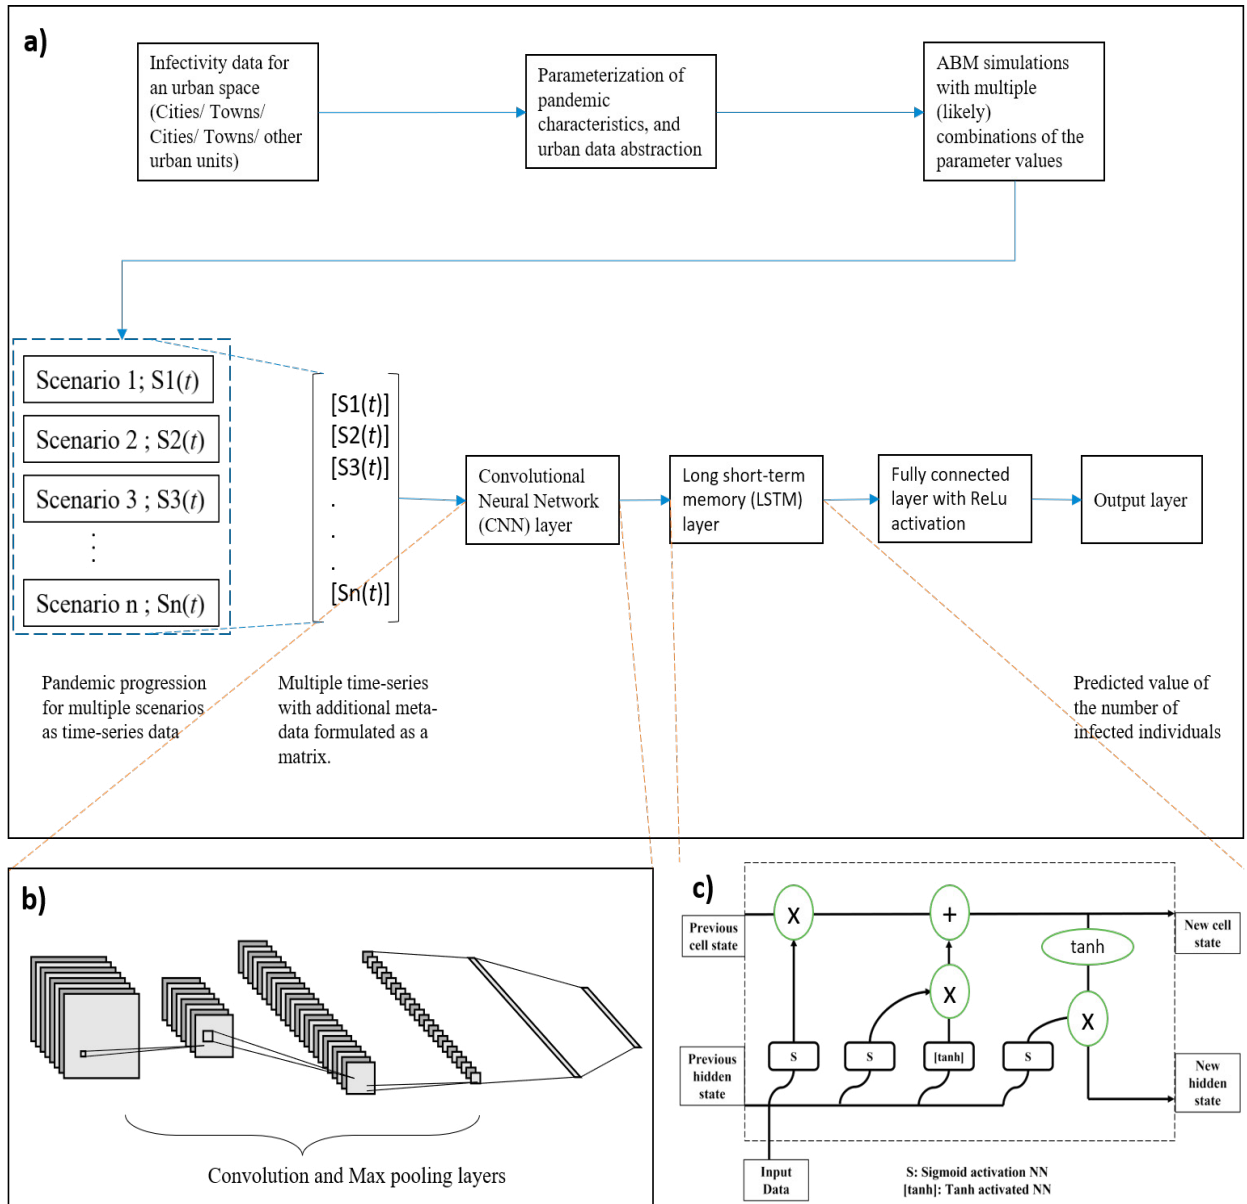 a)
Infectivity data for
an urban space
(Cities/ Towns/
Cities/ Towns/ other
urban units)
Parameterization of
pandemic
characteristics, and
urban data abstraction
ABM simulations
with multiple
(likely)
combinations of the
parameter values
Scenario 1; S1(t)
Scenario 2 ; S2(t)
Scenario 3 ; S3(t)
⋮
Scenario n ; Sn(t)
[S1(t)]
[S2(t)]
[S3(t)]
.
.
.
[Sn(t)]
Convolutional
Neural Network
(CNN) layer
Long short-term
memory (LSTM)
layer
Fully connected
layer with ReLu
activation
Output layer
Pandemic progression
for multiple scenarios
as time-series data
Multiple time-series
with additional meta-
data formulated as a
matrix.
Predicted value of
the number of
infected individuals
b)
Convolution and Max pooling layers
c)
Previous
cell state
X
+
New cell
state
tanh
X
X
Previous
hidden
state
S
S
[tanh]
S
New
hidden
state
Input
Data
S: Sigmoid activation NN
[tanh]: Tanh activated NN